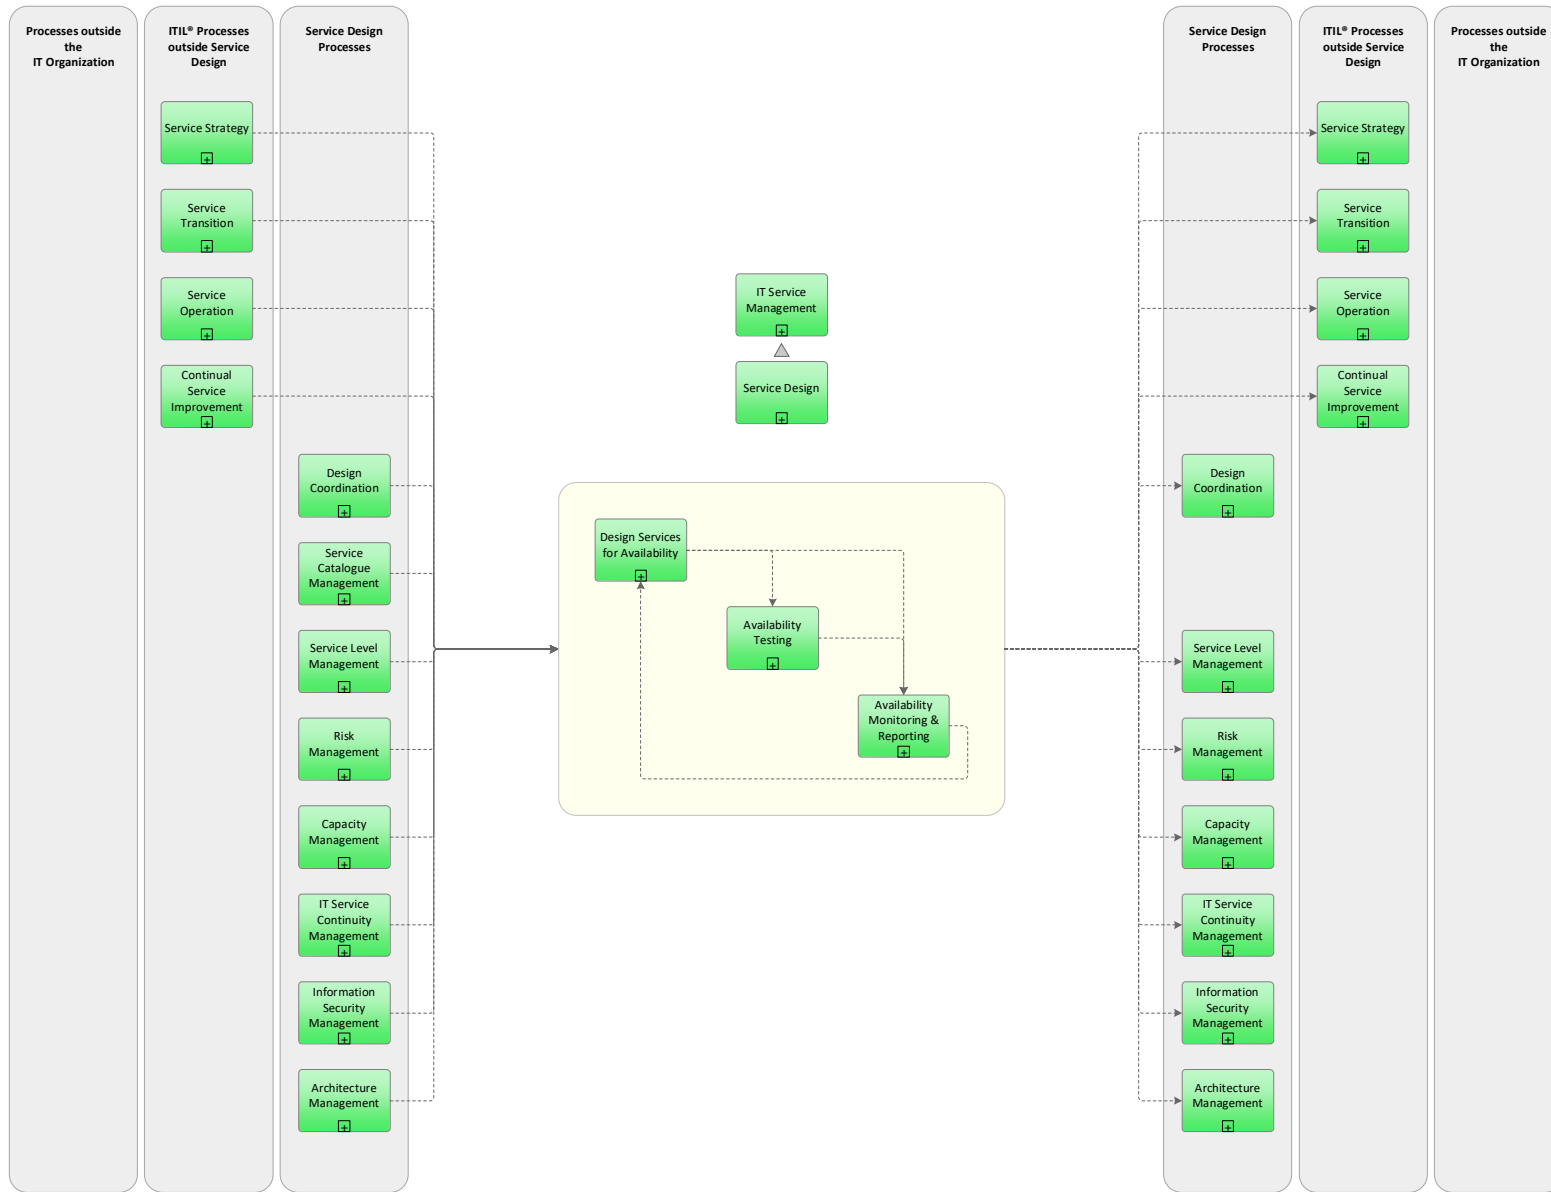 Processes outside
the
IT Organization
ITIL® Processes
outside Service
Design
Service Design
Processes
Service Strategy
Service
Transition
Service
Operation
Continual
Service
Improvement
Design
Coordination
Service
Catalogue
Management
Service Level
Management
Risk
Management
Capacity
Management
IT Service
Continuity
Management
Information
Security
Management
Architecture
Management
IT Service
Management
Service Design
Design Services
for Availability
Availability
Testing
Availability
Monitoring &
Reporting
Service Design
Processes
ITIL® Processes
outside Service
Design
Processes outside
the
IT Organization
Service Strategy
Service
Transition
Service
Operation
Continual
Service
Improvement
Design
Coordination
Service Level
Management
Risk
Management
Capacity
Management
IT Service
Continuity
Management
Information
Security
Management
Architecture
Management